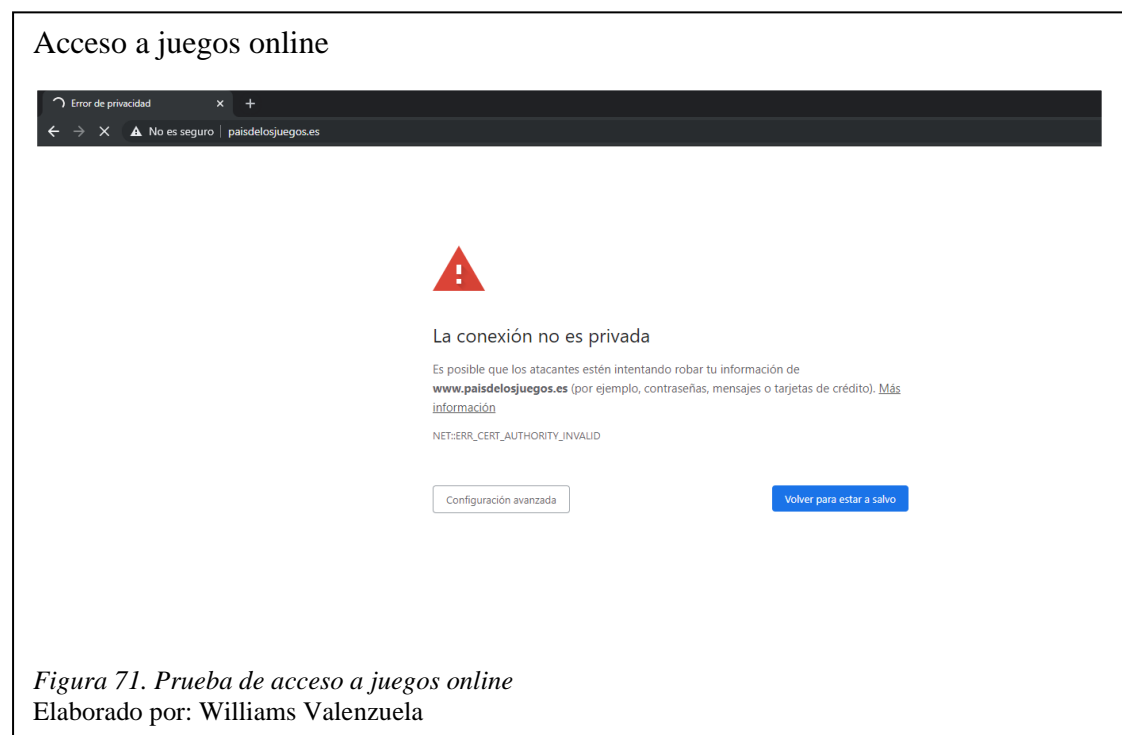 Acceso a juegos online
Error de privacidad
No es seguro | paisdelosjuegos.es
La conexión no es privada
Es posible que los atacantes estén intentando robar tu información de
www.paisdelosjuegos.es (por ejemplo, contraseñas, mensajes o tarjetas de crédito). Más
información
NET::ERR_CERT_AUTHORITY_INVALID
Configuración avanzada
Volver para estar a salvo
Figura 71. Prueba de acceso a juegos online
Elaborado por: Williams Valenzuela